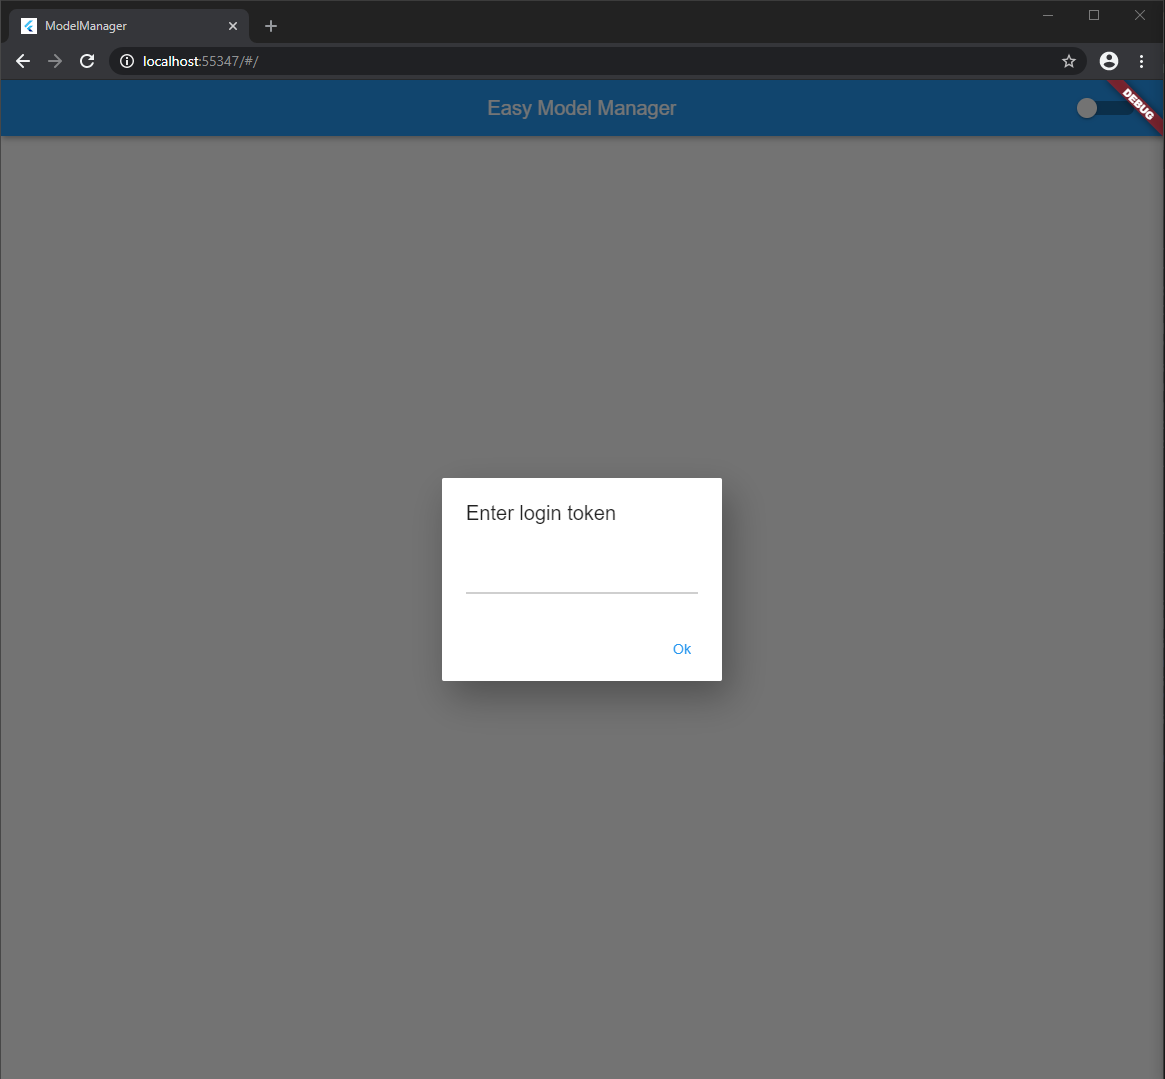 ModelManager
localhost:55347/#/
Easy Model Manager
DEBUG
Enter login token
Ok